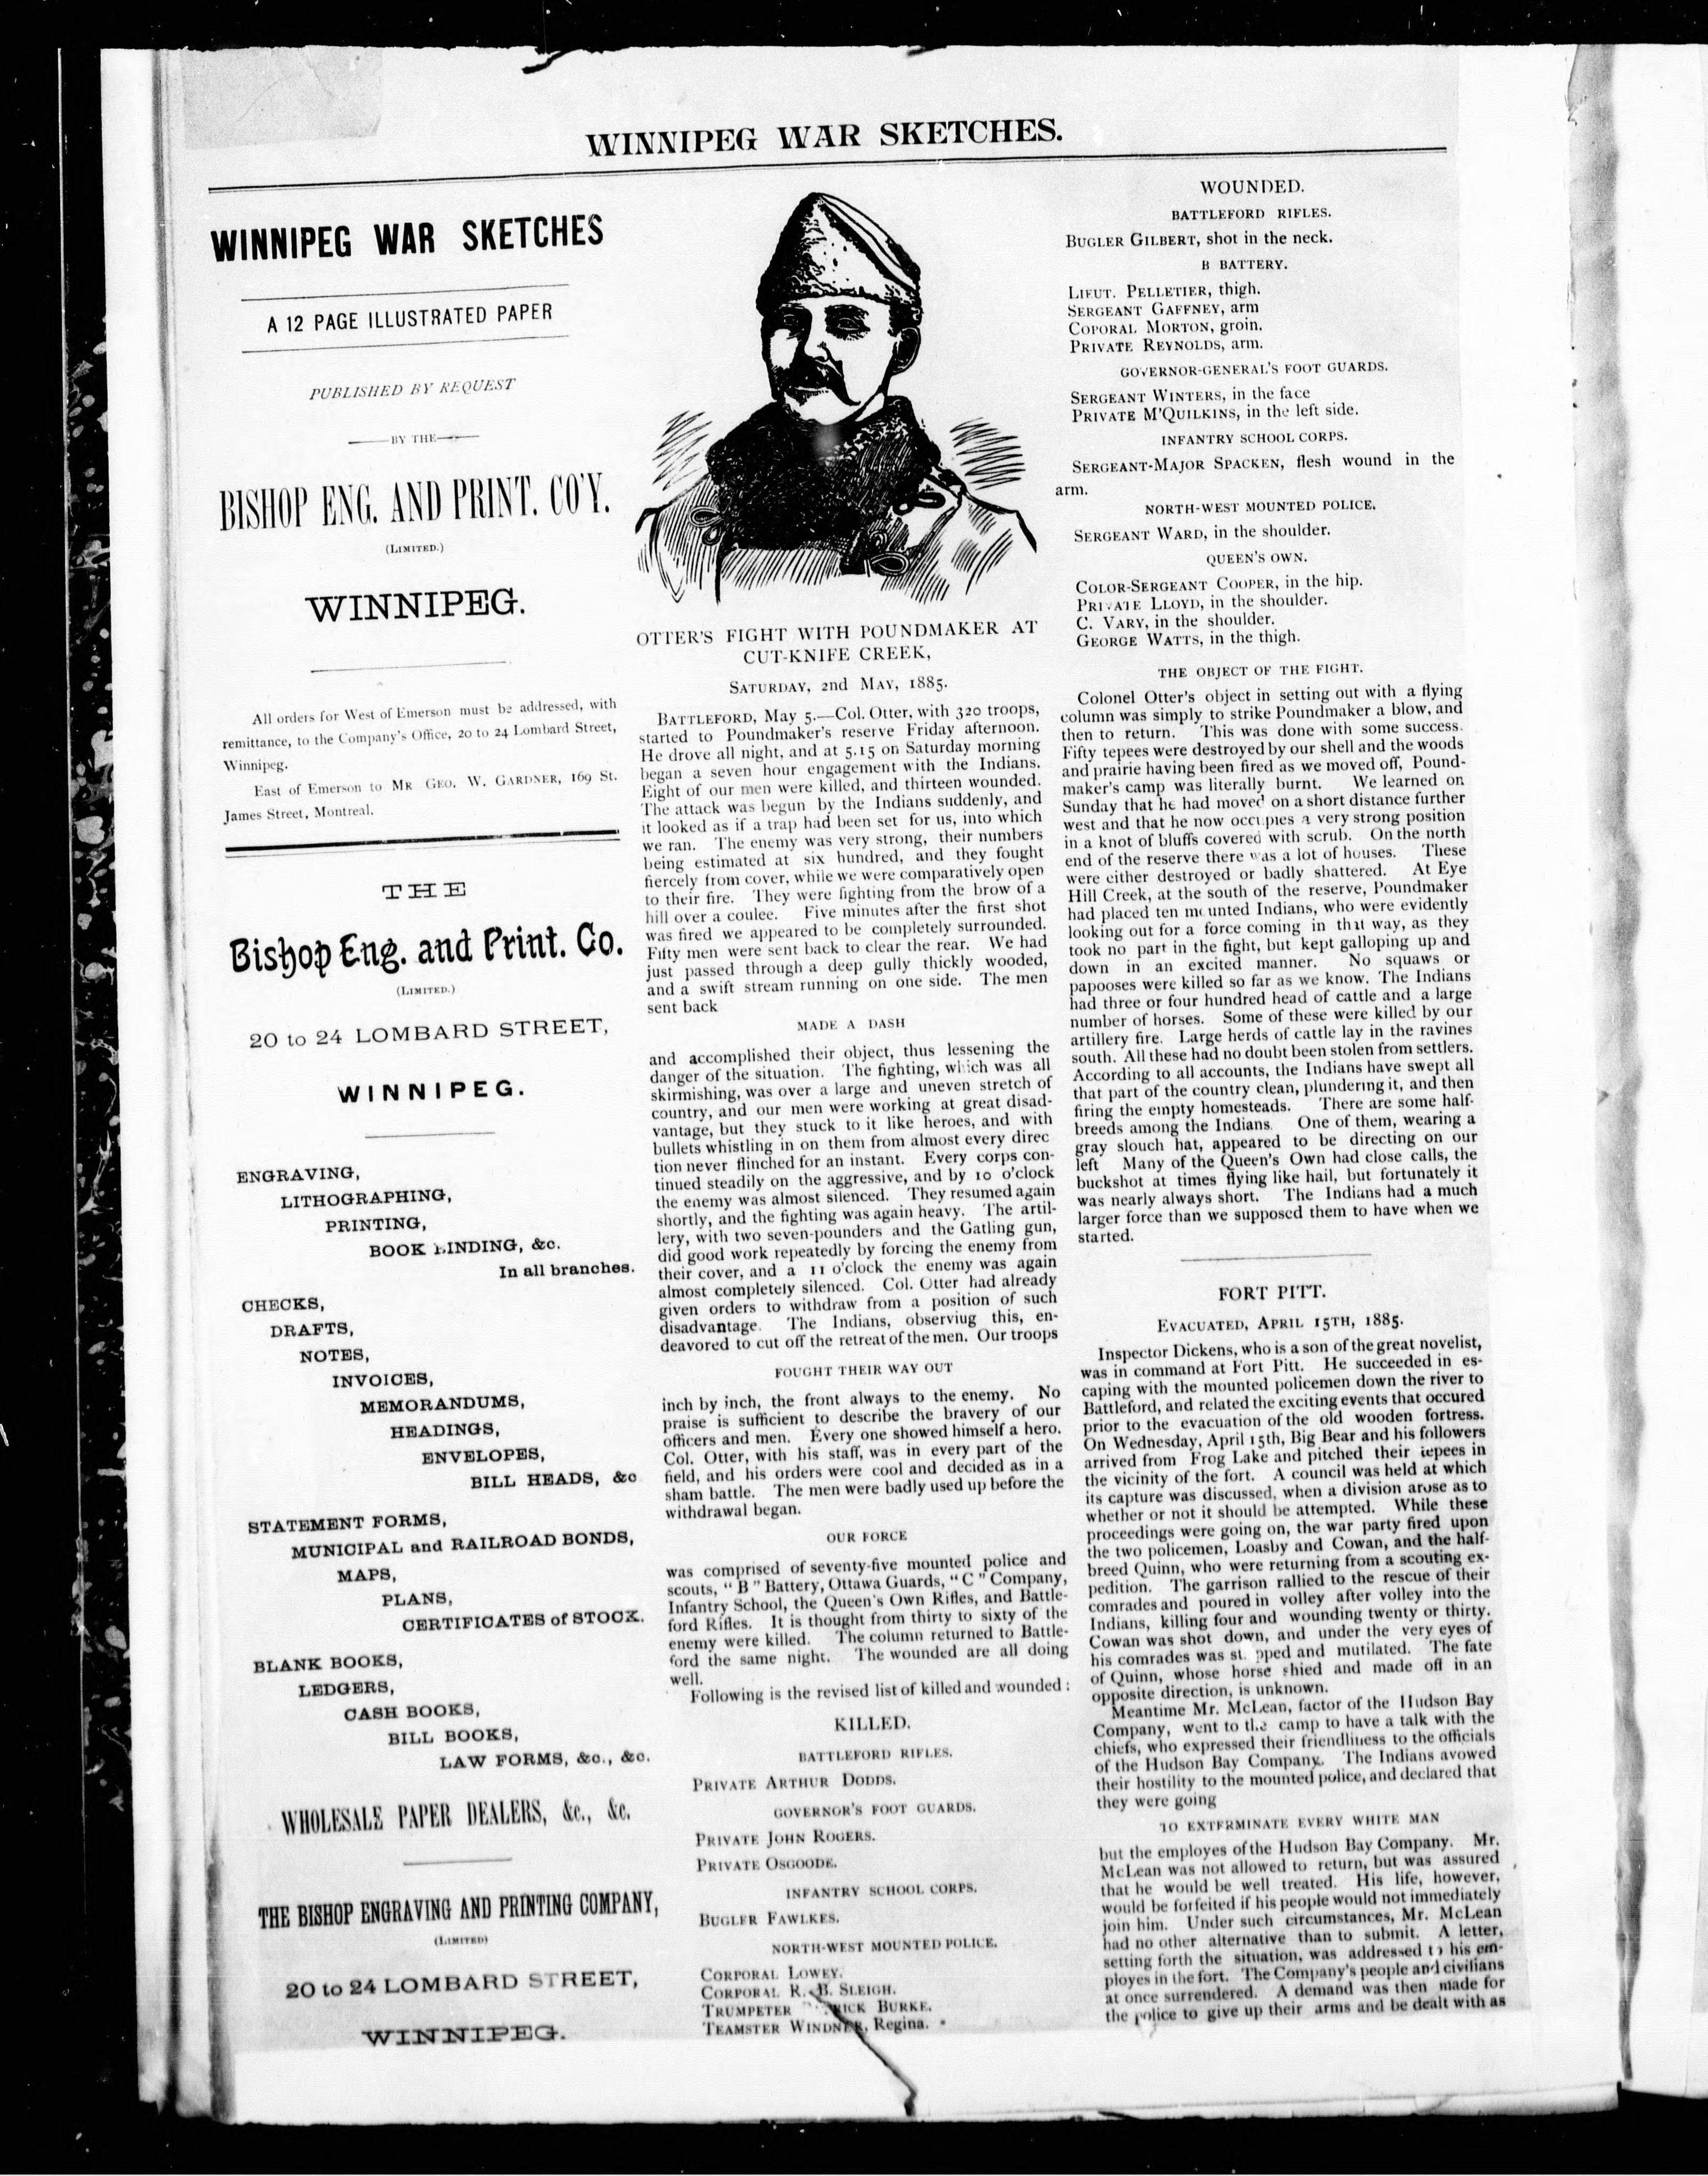 WINNIPEG WAR SKETCHES.
WINNIPEG WAR SKETCHES
A 12 PAGE ILLUSTRATED PAPER
PUBLISHED BY REQUEST
BY THE
BISHOP ENG. AND PRINT. CO'Y.
(LIMITED.)
WINNIPEG.
All orders for West of Emerson must be addressed, with
remittance, to the Company's Office, 20 to 24 Lombard Street,
Winnipeg.
East of Emerson to MR GEO. W. GARDNER, 169 St.
James Street, Montreal.
THE
Bishop Eng. and Print. Co.
(LIMITED.)
20 to 24 LOMBARD STREET,
WINNIPEG.
ENGRAVING,
LITHOGRAPHING,
PRINTING,
BOOK BINDING, &c.
In all branches.
CHECKS,
DRAFTS,
NOTES,
INVOICES,
MEMORANDUMS,
HEADINGS,
ENVELOPES,
BILL HEADS, &c
STATEMENT FORMS,
MUNICIPAL and RAILROAD BONDS,
MAPS,
PLANS,
CERTIFICATES of STOCK.
BLANK BOOKS,
LEDGERS,
CASH BOOKS,
BILL BOOKS,
LAW FORMS, &c., &c.
WHOLESALE PAPER DEALERS, &c., &c.
THE BISHOP ENGRAVING AND PRINTING COMPANY,
(LIMITED)
20 to 24 LOMBARD STREET,
WINNIPEG.
OTTER'S FIGHT WITH POUNDMAKER AT
CUT-KNIFE CREEK,
SATURDAY, 2nd MAY, 1885.
BATTLEFORD, May 5.—Col. Otter, with 320 troops,
started to Poundmaker's reserve Friday afternoon.
He drove all night, and at 5.15 on Saturday morning
began a seven hour engagement with the Indians.
Eight of our men were killed, and thirteen wounded.
The attack was begun by the Indians suddenly, and
it looked as if a trap had been set for us, into which
we ran. The enemy was very strong, their numbers
being estimated at six hundred, and they fought
fiercely from cover, while we were comparatively open
to their fire. They were fighting from the brow of a
hill over a coulee. Five minutes after the first shot
was fired we appeared to be completely surrounded.
Fifty men were sent back to clear the rear. We had
just passed through a deep gully thickly wooded,
and a swift stream running on one side. The men
sent back
MADE A DASH
and accomplished their object, thus lessening the
danger of the situation. The fighting, which was all
skirmishing, was over a large and uneven stretch of
country, and our men were working at great disad-
vantage, but they stuck to it like heroes, and with
bullets whistling in on them from almost every direc
tion never flinched for an instant. Every corps con-
tinued steadily on the aggressive, and by 10 o'clock
the enemy was almost silenced. They resumed again
shortly, and the fighting was again heavy. The artil-
lery, with two seven-pounders and the Gatling gun,
did good work repeatedly by forcing the enemy from
their cover, and a 11 o'clock the enemy was again
almost completely silenced. Col. Otter had already
given orders to withdraw from a position of such
disadvantage. The Indians, observiug this, en-
deavored to cut off the retreat of the men. Our troops
FOUGHT THEIR WAY OUT
inch by inch, the front always to the enemy. No
praise is sufficient to describe the bravery of our
officers and men. Every one showed himself a hero.
Col. Otter, with his staff, was in every part of the
field, and his orders were cool and decided as in a
sham battle. The men were badly used up before the
withdrawal began.
OUR FORCE
was comprised of seventy-five mounted police and
scouts, "B" Battery, Ottawa Guards, "C" Company,
Infantry School, the Queen's Own Rifles, and Battle-
ford Rifles. It is thought from thirty to sixty of the
enemy were killed. The column returned to Battle-
ford the same night. The wounded are all doing
well.
Following is the revised list of killed and wounded:
KILLED.
BATTLEFORD RIFLES.
PRIVATE ARTHUR DODDS.
GOVERNOR'S FOOT GUARDS.
PRIVATE JOHN ROGERS.
PRIVATE OSGOODE.
INFANTRY SCHOOL CORPS.
BUGLER FAWLKES.
NORTH-WEST MOUNTED POLICE.
CORPORAL LOWEY.
CORPORAL R. B. SLEIGH.
TRUMPETER BURKE.
TEAMSTER WINDNER, Regina.
WOUNDED.
BATTLEFORD RIFLES.
BUGLER GILBERT, shot in the neck.
B BATTERY.
LIEUT. PELLETIER, thigh.
SERGEANT GAFFNEY, arm
COPORAL MORTON, groin.
PRIVATE REYNOLDS, arm.
GOVERNOR-GENERAL'S FOOT GUARDS.
SERGEANT WINTERS, in the face
PRIVATE M'QUILKINS, in the left side.
INFANTRY SCHOOL CORPS.
SERGEANT-MAJOR SPACKEN, flesh wound in the
arm.
NORTH-WEST MOUNTED POLICE.
SERGEANT WARD, in the shoulder.
QUEEN'S OWN.
COLOR-SERGEANT COOPER, in the hip.
PRIVATE LLOYD, in the shoulder.
C. VARY, in the shoulder.
GEORGE WATTS, in the thigh.
THE OBJECT OF THE FIGHT.
Colonel Otter's object in setting out with a flying
column was simply to strike Poundmaker a blow, and
then to return. This was done with some success.
Fifty tepees were destroyed by our shell and the woods
and prairie having been fired as we moved off, Pound-
maker's camp was literally burnt. We learned on
Sunday that he had moved on a short distance further
west and that he now occupies a very strong position
in a knot of bluffs covered with scrub. On the north
end of the reserve there was a lot of houses. These
were either destroyed or badly shattered. At Eye
Hill Creek, at the south of the reserve, Poundmaker
had placed ten mounted Indians, who were evidently
looking out for a force coming in that way, as they
took no part in the fight, but kept galloping up and
down in an excited manner. No squaws or
papooses were killed so far as we know. The Indians
had three or four hundred head of cattle and a large
number of horses. Some of these were killed by our
artillery fire. Large herds of cattle lay in the ravines
south. All these had no doubt been stolen from settlers.
According to all accounts, the Indians have swept all
that part of the country clean, plundering it, and then
firing the empty homesteads. There are some half-
breeds among the Indians. One of them, wearing a
gray slouch hat, appeared to be directing on our
left Many of the Queen's Own had close calls, the
buckshot at times flying like hail, but fortunately it
was nearly always short. The Indians had a much
larger force than we supposed them to have when we
started.
FORT PITT.
EVACUATED, APRIL 15TH, 1885.
Inspector Dickens, who is a son of the great novelist,
was in command at Fort Pitt. He succeeded in es-
caping with the mounted policemen down the river to
Battleford, and related the exciting events that occured
prior to the evacuation of the old wooden fortress.
On Wednesday, April 15th, Big Bear and his followers
arrived from Frog Lake and pitched their tepees in
the vicinity of the fort. A council was held at which
its capture was discussed, when a division arose as to
whether or not it should be attempted. While these
proceedings were going on, the war party fired upon
the two policemen, Loasby and Cowan, and the half-
breed Quinn, who were returning from a scouting ex-
pedition. The garrison rallied to the rescue of their
comrades and poured in volley after volley into the
Indians, killing four and wounding twenty or thirty.
Cowan was shot down, and under the very eyes of
his comrades was st. pped and mutilated. The fate
of Quinn, whose horse shied and made off in an
opposite direction, is unknown.
Meantime Mr. McLean, factor of the Hudson Bay
Company, went to the camp to have a talk with the
chiefs, who expressed their friendliness to the officials
of the Hudson Bay Company. The Indians avowed
their hostility to the mounted police, and declared that
they were going
TO EXTERMINATE EVERY WHITE MAN
but the employes of the Hudson Bay Company. Mr.
McLean was not allowed to return, but was assured
that he would be well treated. His life, however,
would be forfeited if his people would not immediately
join him. Under such circumstances, Mr. McLean
had no other alternative than to submit. A letter,
setting forth the situation, was addressed to his em-
ployes in the fort. The Company's people and civilians
at once surrendered. A demand was then made for
the police to give up their arms and be dealt with as